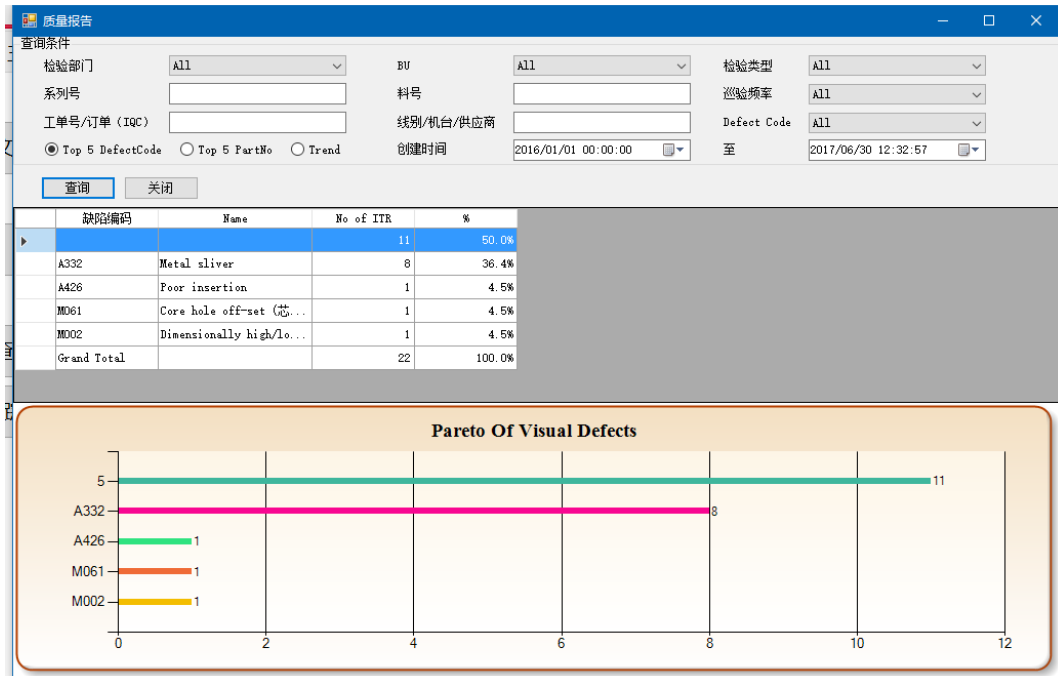 质量报告
查询条件
检验部门 All BU All 检验类型 All
系列号 料号 巡验频率 All
工单号/订单（IQC） 线别/机台/供应商 Defect Code All
Top 5 DefectCode Top 5 PartNo Trend 创建时间 2016/01/01 00:00:00 至 2017/06/30 12:32:57
查询 关闭
缺陷编码 Name No of ITR %
11 50.0%
A332 Metal sliver 8 36.4%
A426 Poor insertion 1 4.5%
M061 Core hole off-set (芯... 1 4.5%
M002 Dimensionally high/lo... 1 4.5%
Grand Total 22 100.0%
Pareto Of Visual Defects
5 11
A332 8
A426 1
M061 1
M002 1
0 2 4 6 8 10 12